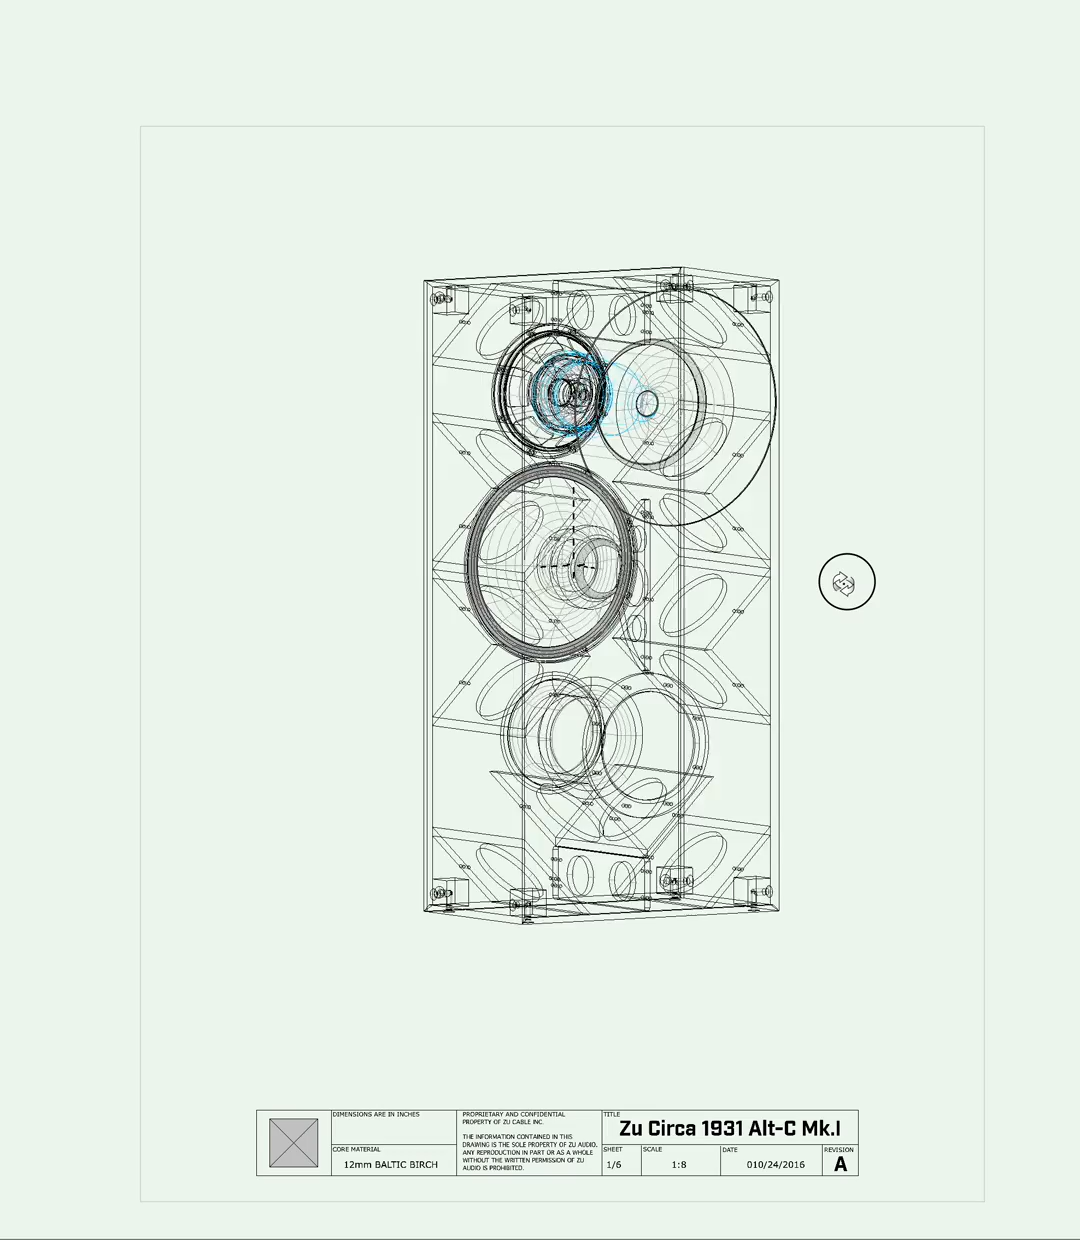 DIMENSIONS ARE IN INCHES
CORE MATERIAL
12mm BALTIC BIRCH
PROPRIETARY AND CONFIDENTIAL
PROPERTY OF ZU CABLE INC.
THE INFORMATION CONTAINED IN THIS
DRAWING IS THE SOLE PROPERTY OF ZU AUDIO.
ANY REPRODUCTION IN PART OR AS A WHOLE
WITHOUT THE WRITTEN PERMISSION OF ZU
AUDIO IS PROHIBITED.
TITLE
Zu Circa 1931 Alt-C Mk.I
SHEET
1/6
SCALE
1:8
DATE
010/24/2016
REVISION
A